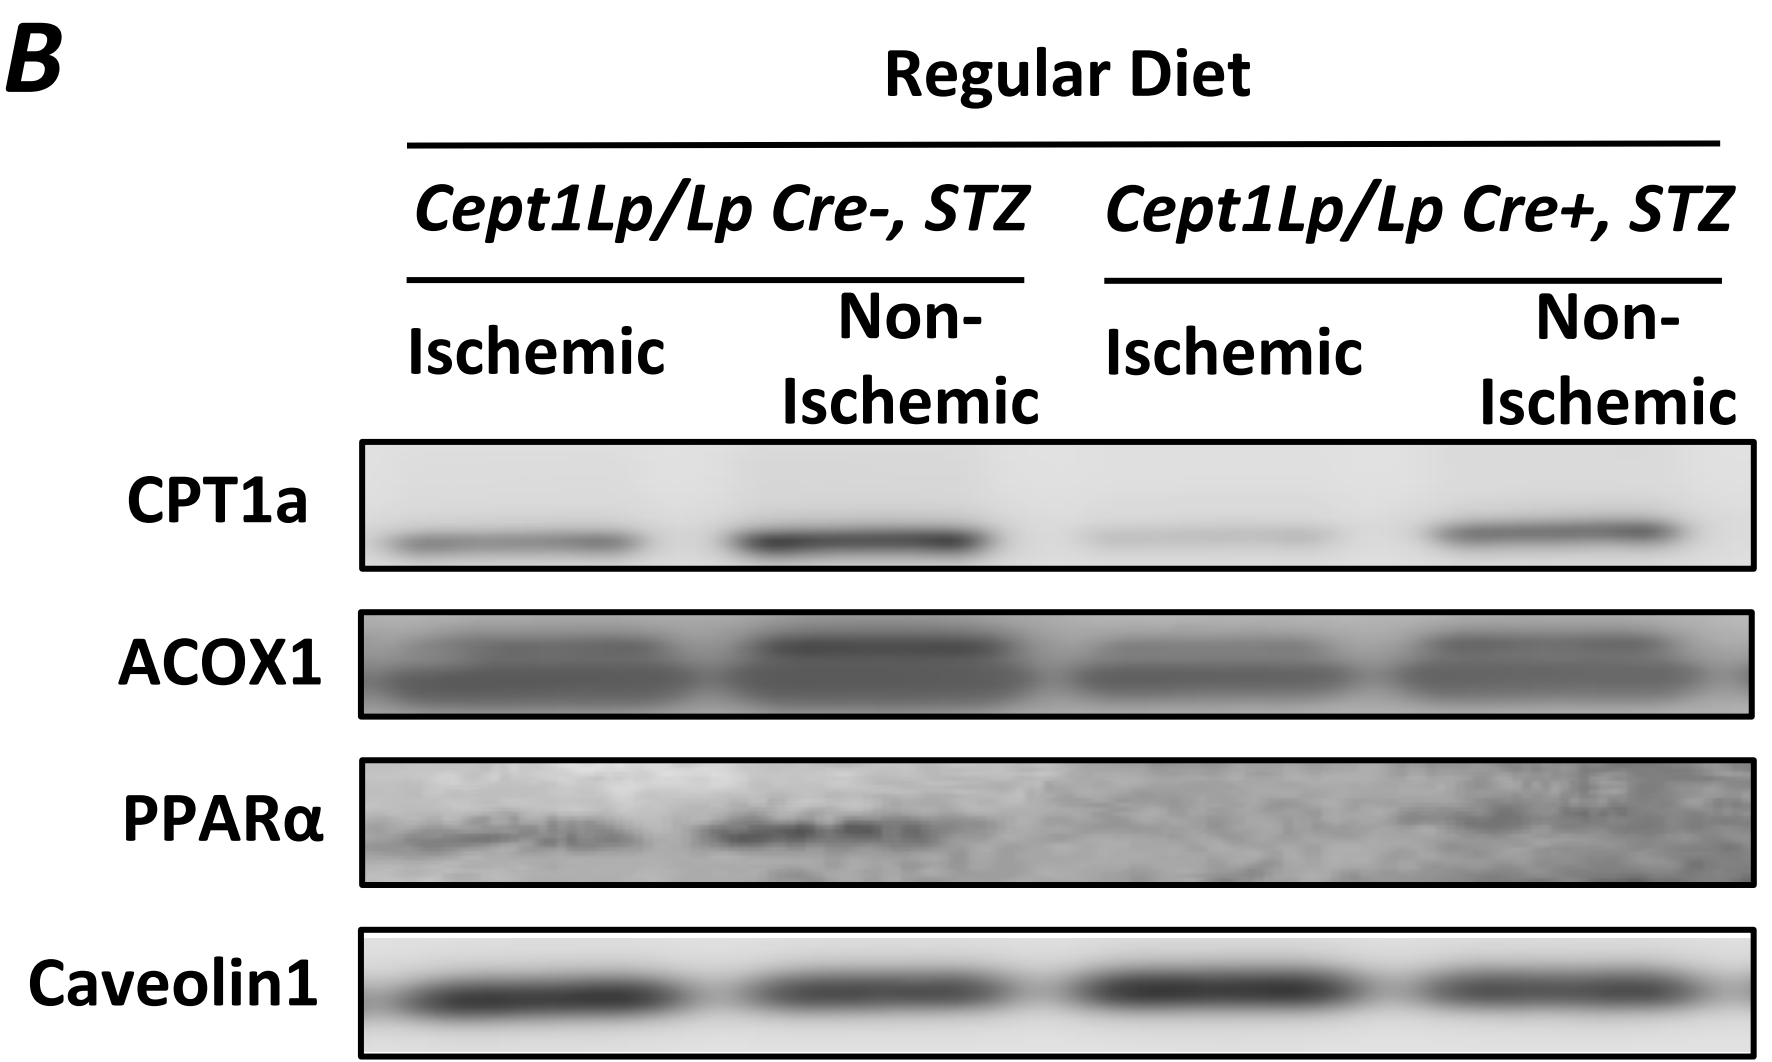 B
Regular Diet
Cept1Lp/Lp Cre-, STZ
Cept1Lp/Lp Cre+, STZ
Ischemic
Non-
Ischemic
Ischemic
Non-
Ischemic
CPT1a
ACOX1
PPARα
Caveolin1